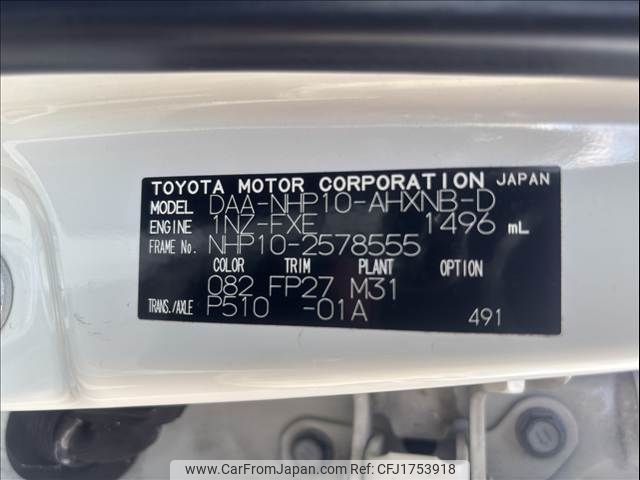 TOYOTA MOTOR CORPORATION JAPAN
MODEL DAA-NHP10-AHXNB-D
ENGINE 1NZ-FXE 1496 mL
FRAME No. NHP10-2578555
COLOR TRIM PLANT OPTION
082 FP27 M31
TRANS./AXLE P510 -01A 491
www.CarFromJapan.com Ref:CFJ1753918